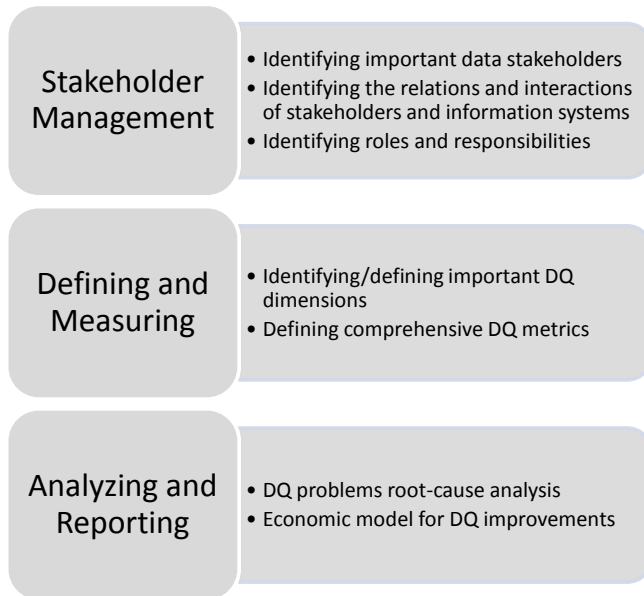 Stakeholder
Management
• Identifying important data stakeholders
• Identifying the relations and interactions
of stakeholders and information systems
• Identifying roles and responsibilities
Defining and
Measuring
• Identifying/defining important DQ
dimensions
• Defining comprehensive DQ metrics
Analyzing and
Reporting
• DQ problems root-cause analysis
• Economic model for DQ improvements